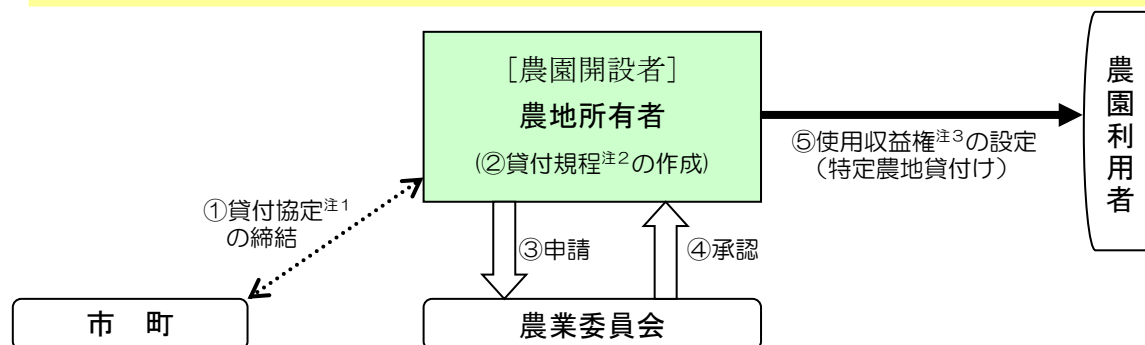 ［農園開設者］
農地所有者
(②貸付規程注2の作成)
農園利用者
⑤使用収益権注3の設定
（特定農地貸付け）
①貸付協定注1
の締結
③申請
④承認
市　町
農業委員会